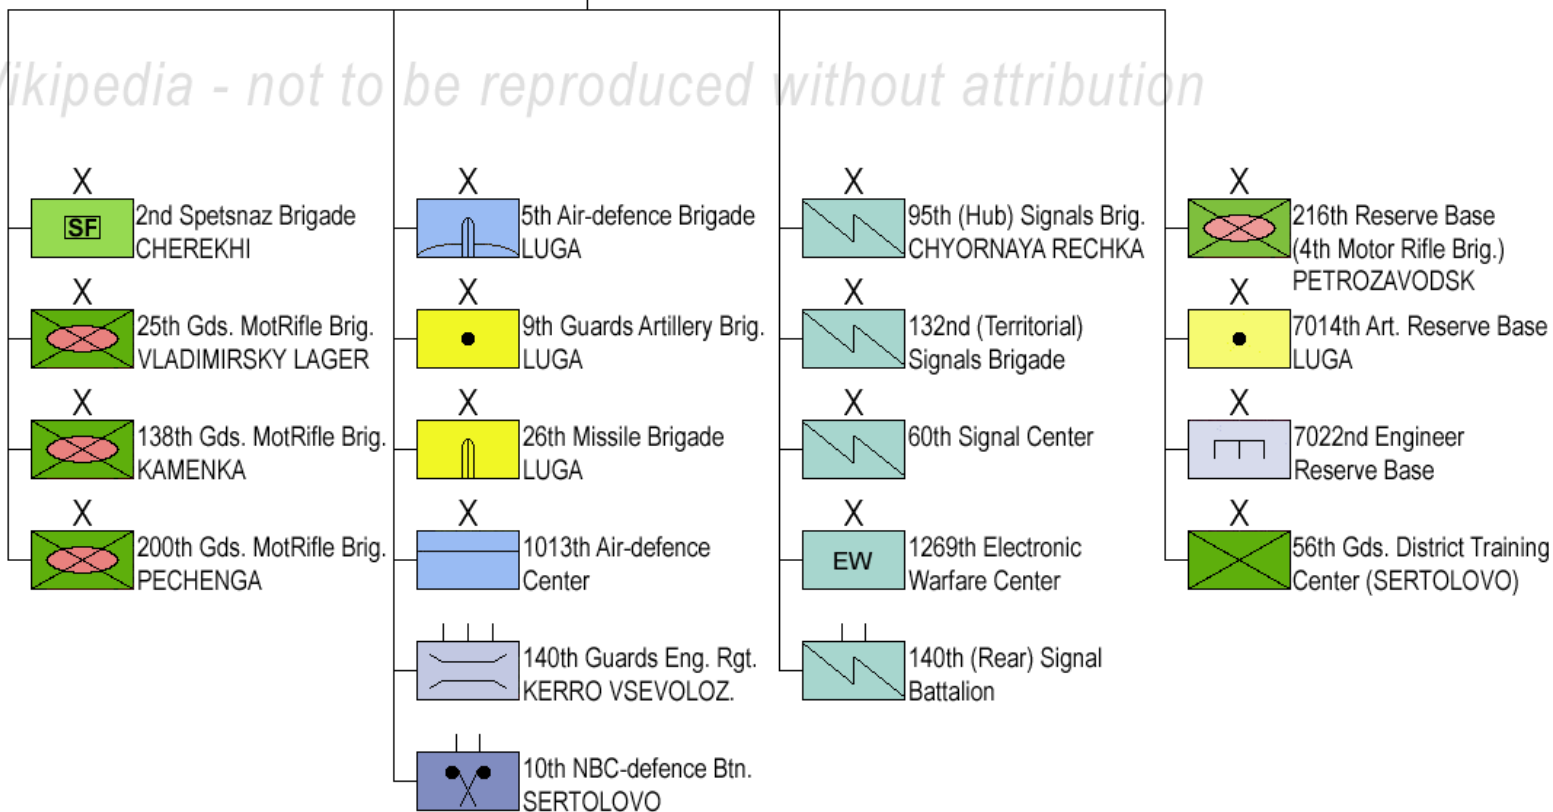 Wikipedia - not to be reproduced without attribution
X
SF
2nd Spetsnaz Brigade
CHEREKHI
X
25th Gds. MotRifle Brig.
VLADIMIRSKY LAGER
X
138th Gds. MotRifle Brig.
KAMENKA
X
200th Gds. MotRifle Brig.
PECHENGA
X
5th Air-defence Brigade
LUGA
X
9th Guards Artillery Brig.
LUGA
X
26th Missile Brigade
LUGA
X
1013th Air-defence
Center
140th Guards Eng. Rgt.
KERRO VSEVOLOZ.
10th NBC-defence Btn.
SERTOLOVO
X
95th (Hub) Signals Brig.
CHYORNAYA RECHKA
X
132nd (Territorial)
Signals Brigade
X
60th Signal Center
X
EW
1269th Electronic
Warfare Center
140th (Rear) Signal
Battalion
X
216th Reserve Base
(4th Motor Rifle Brig.)
PETROZAVODSK
X
7014th Art. Reserve Base
LUGA
X
7022nd Engineer
Reserve Base
X
56th Gds. District Training
Center (SERTOLOVO)